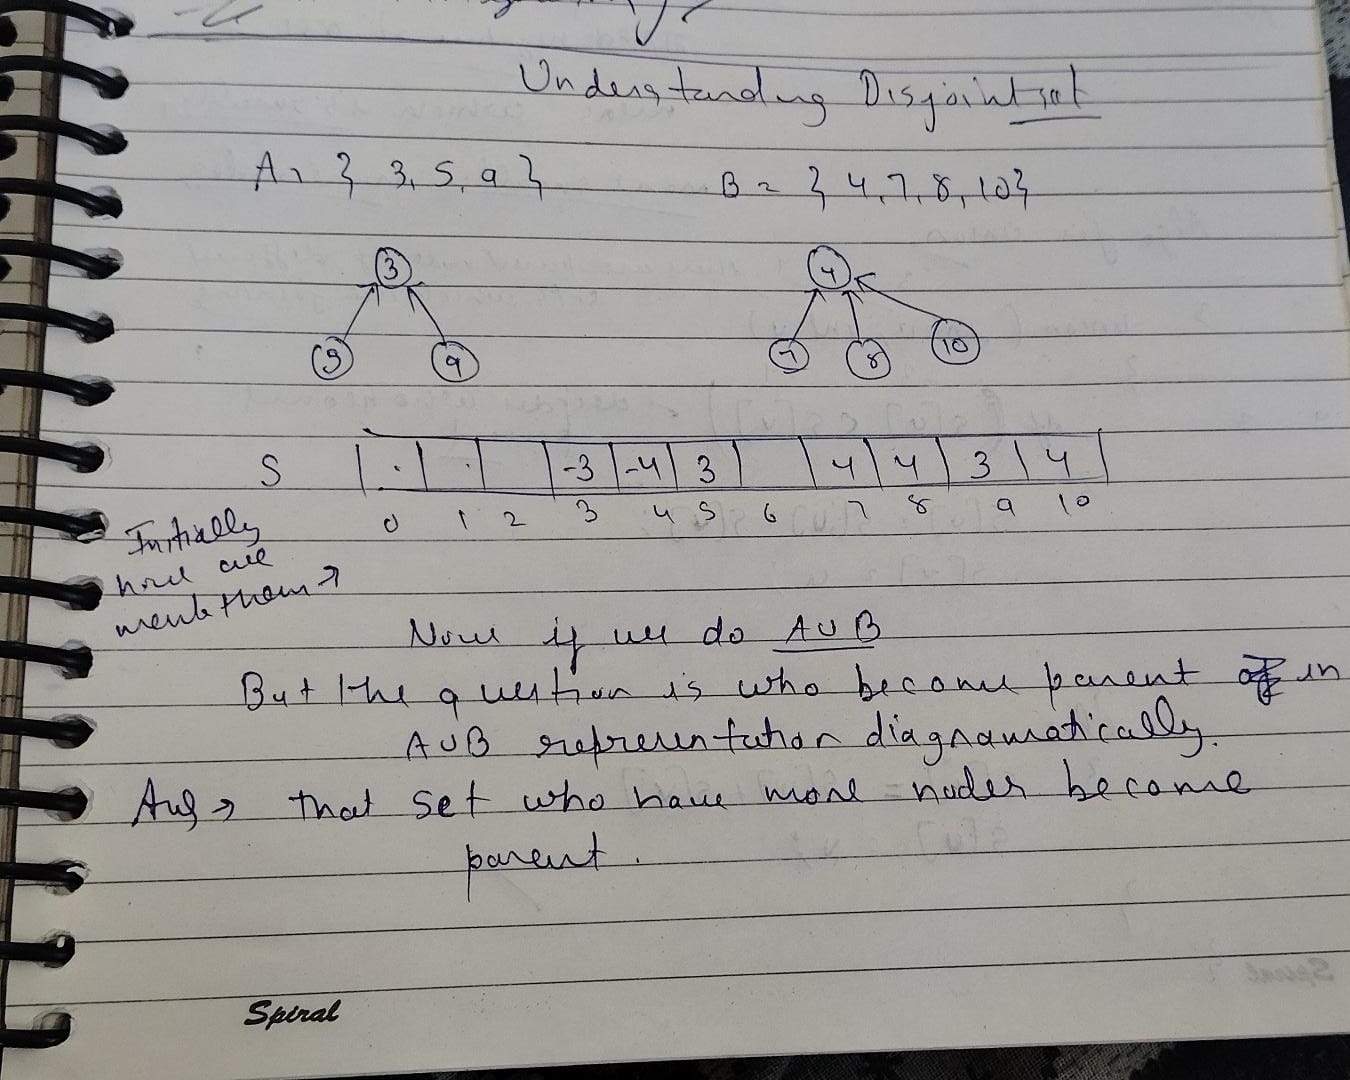 Understanding Disjoint set
A = { 3, 5, 9 } B = { 4, 7, 8, 10 }
3 4
5 9 7 8 10
S . . -3 -4 3 4 4 3 4
0 1 2 3 4 5 6 7 8 9 10
Initially
how we
mark them →
Now if we do A∪B
But the question is who become parent in
A∪B representation diagramatically.
Ans → that set who have more nodes become
parent.
Spiral